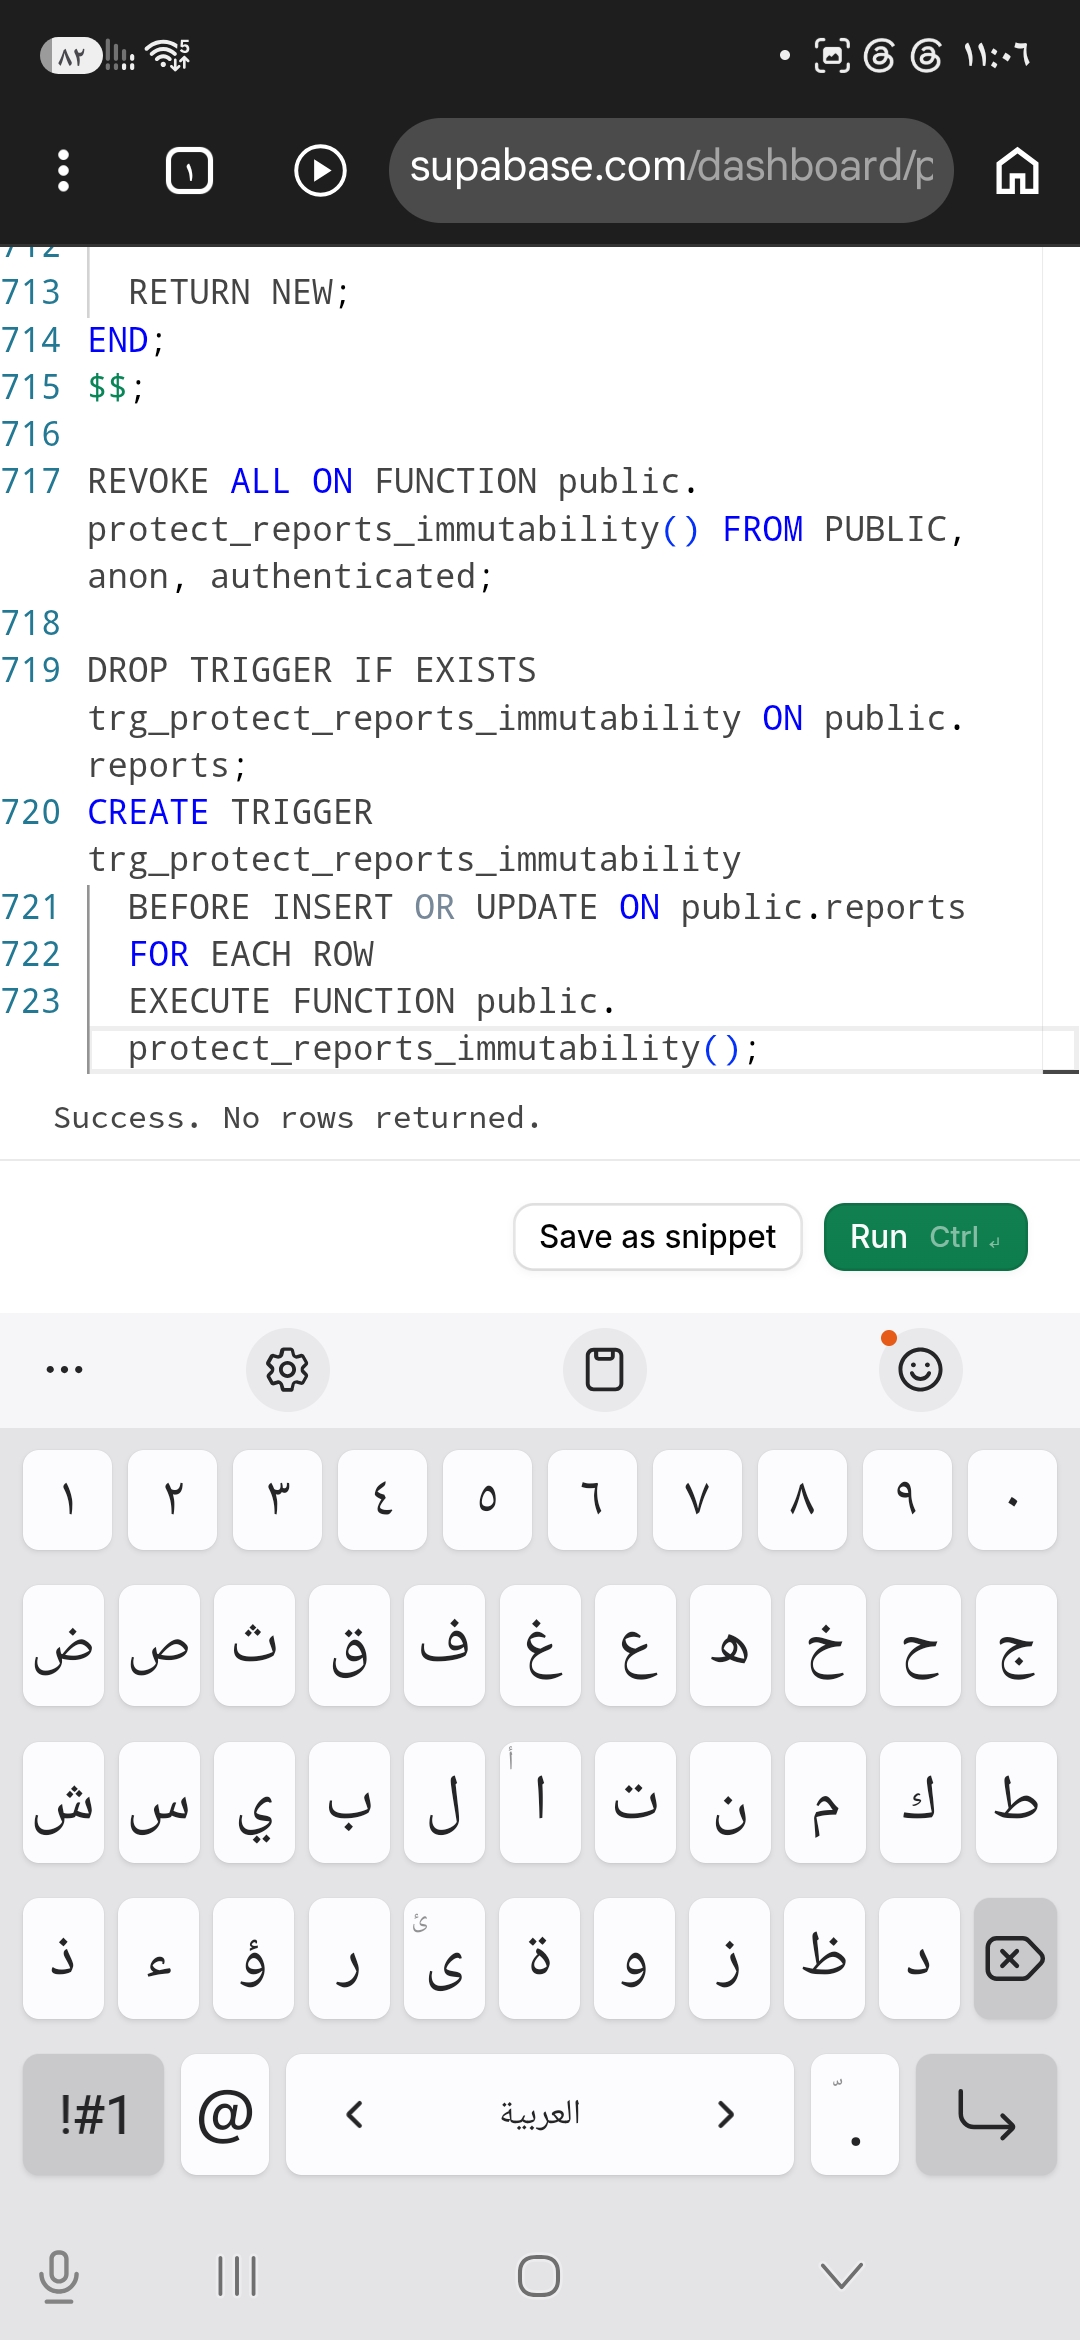 ٨٢
5
١١:٠٦
١
supabase.com/dashboard/p
712
713 RETURN NEW;
714 END;
715 $$;
716
717 REVOKE ALL ON FUNCTION public.
protect_reports_immutability() FROM PUBLIC,
anon, authenticated;
718
719 DROP TRIGGER IF EXISTS
trg_protect_reports_immutability ON public.
reports;
720 CREATE TRIGGER
trg_protect_reports_immutability
721 BEFORE INSERT OR UPDATE ON public.reports
722 FOR EACH ROW
723 EXECUTE FUNCTION public.
protect_reports_immutability();
Success. No rows returned.
Save as snippet
Run Ctrl ↵
١ ٢ ٣ ٤ ٥ ٦ ٧ ٨ ٩ ٠
ض ص ث ق ف غ ع ه خ ح ج
ش س ي ب ل ا أ ت ن م ك ط
ذ ء ؤ ر ى ئ ة و ز ظ د
!#1 @ < العربية > .